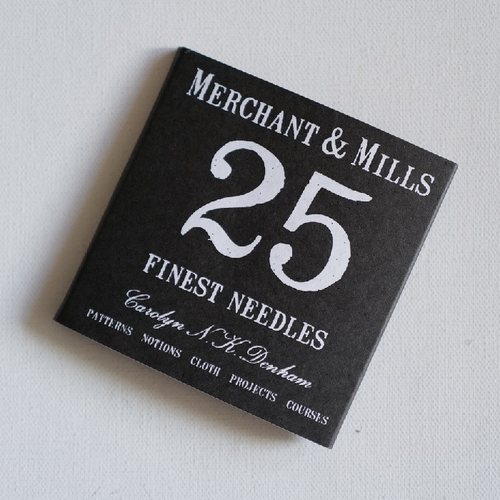 MERCHANT & MILLS
25
FINEST NEEDLES
Carolyn N.K. Denham
PATTERNS NOTIONS CLOTH PROJECTS COURSES